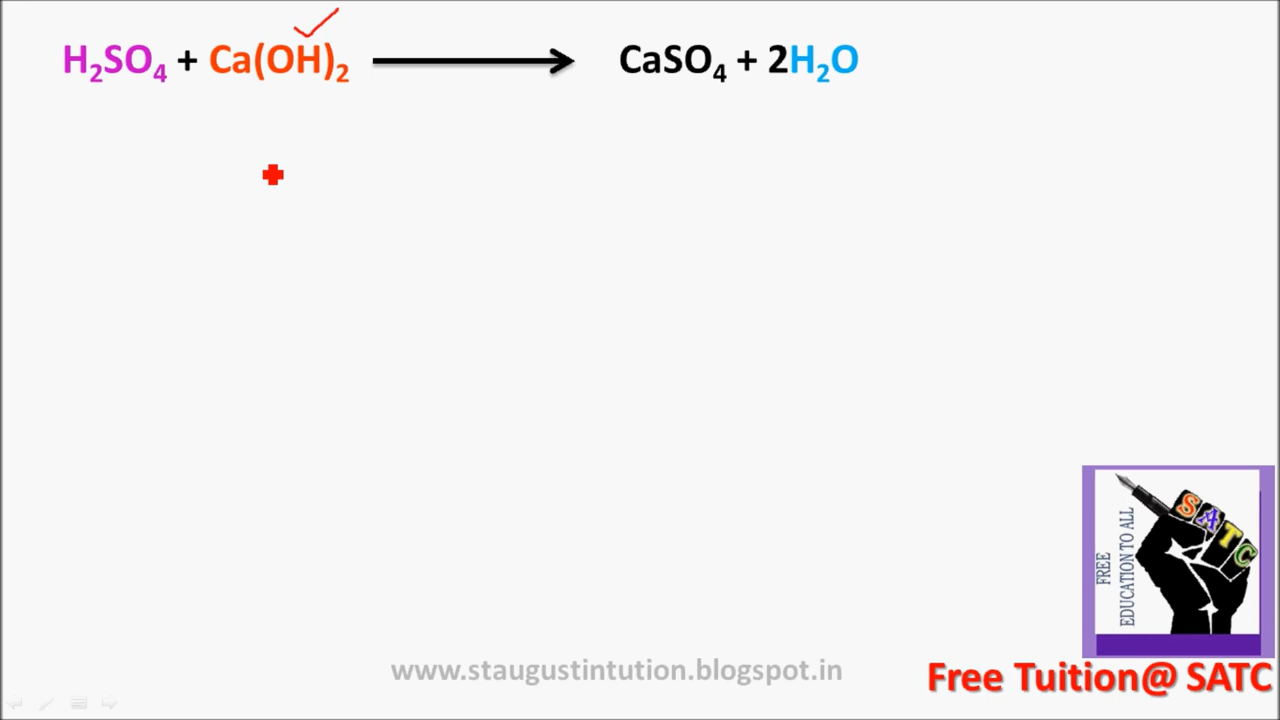 H₂SO₄ + Ca(OH)₂ ⟶ CaSO₄ + 2H₂O
FREE
EDUCATION TO ALL
SATC
www.staugustintution.blogspot.in
Free Tuition@ SATC